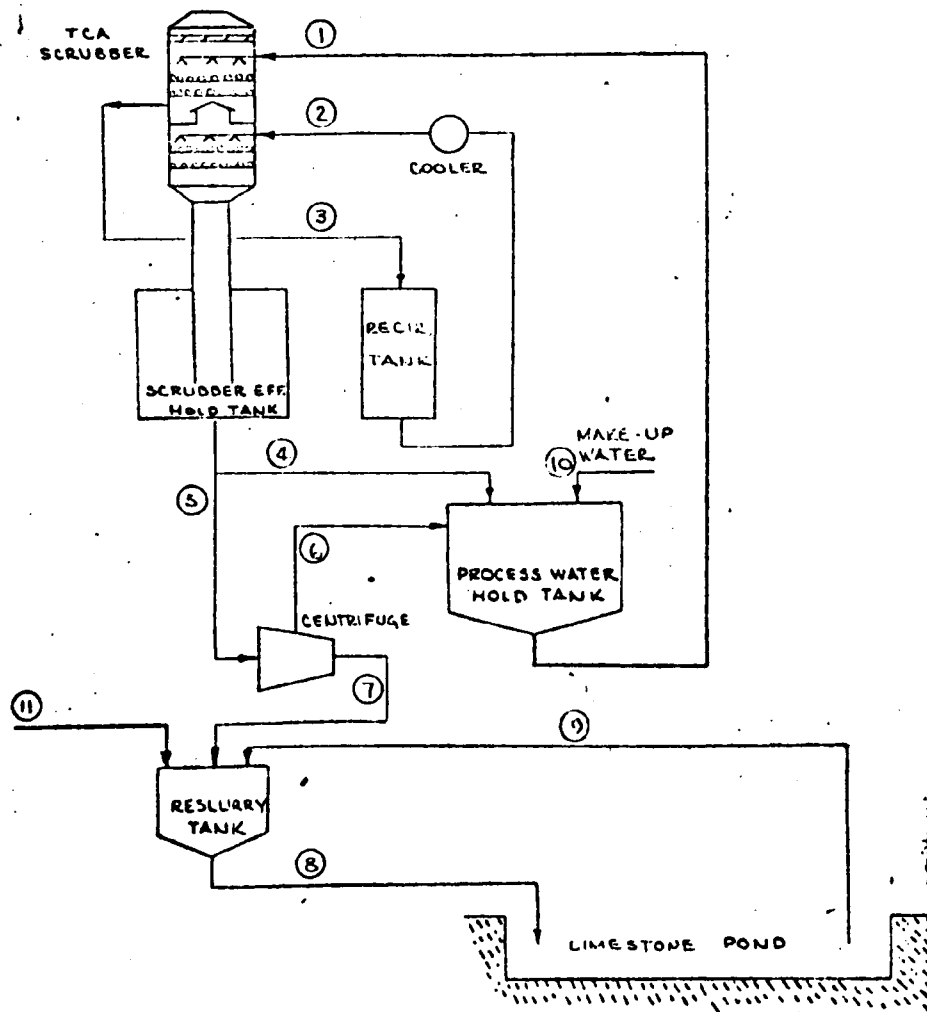 TCA
SCRUBBER
1
2
COOLER
3
RECIR.
TANK
SCRUBBER EFF.
HOLD TANK
4
MAKE-UP
WATER
10
5
6
PROCESS WATER
HOLD TANK
CENTRIFUGE
7
11
9
RESLURRY
TANK
8
LIMESTONE POND